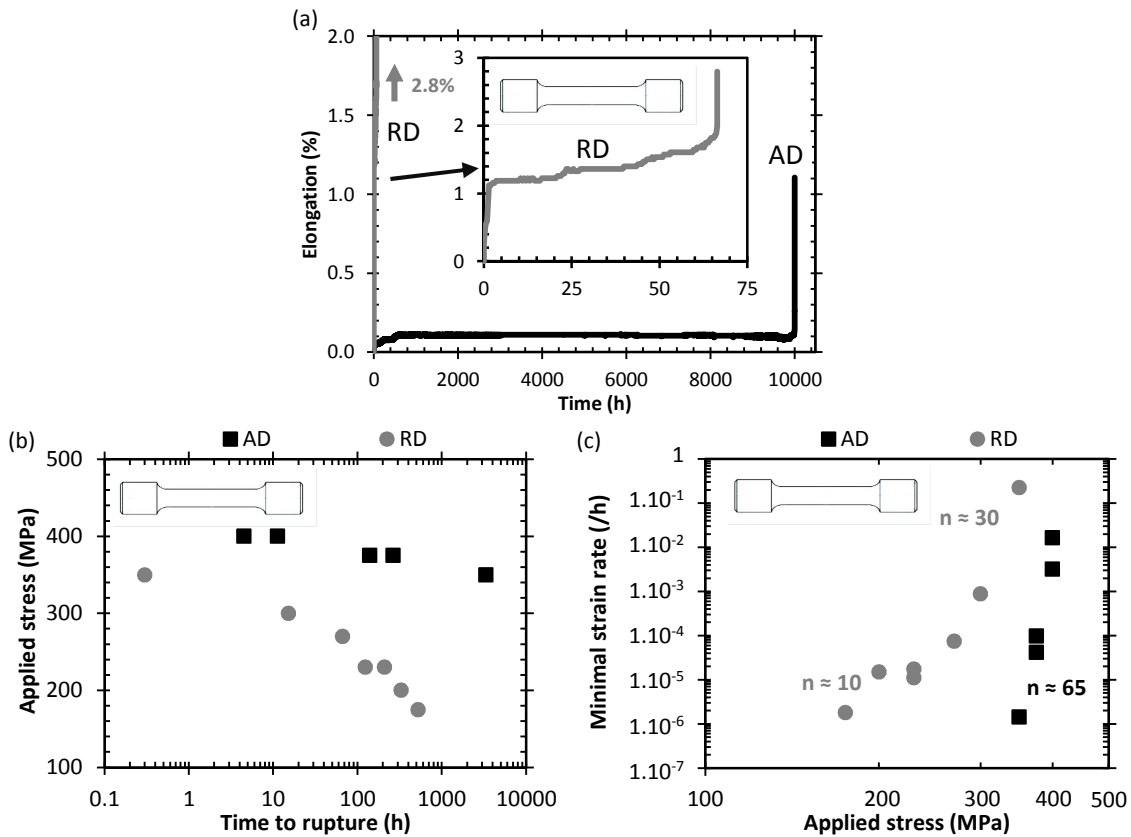 (a)
2.0
1.5
1.0
0.5
0.0
Elongation (%)
2.8%
RD
3
2
1
0
RD
0 25 50 75
AD
0 2000 4000 6000 8000 10000
Time (h)
(b)
AD RD
500
400
300
200
100
Applied stress (MPa)
0.1 1 10 100 1000 10000
Time to rupture (h)
(c)
AD RD
1
1.10-1
1.10-2
1.10-3
1.10-4
1.10-5
1.10-6
1.10-7
Minimal strain rate (/h)
n ≈ 30
n ≈ 10
n ≈ 65
100 200 300 400 500
Applied stress (MPa)